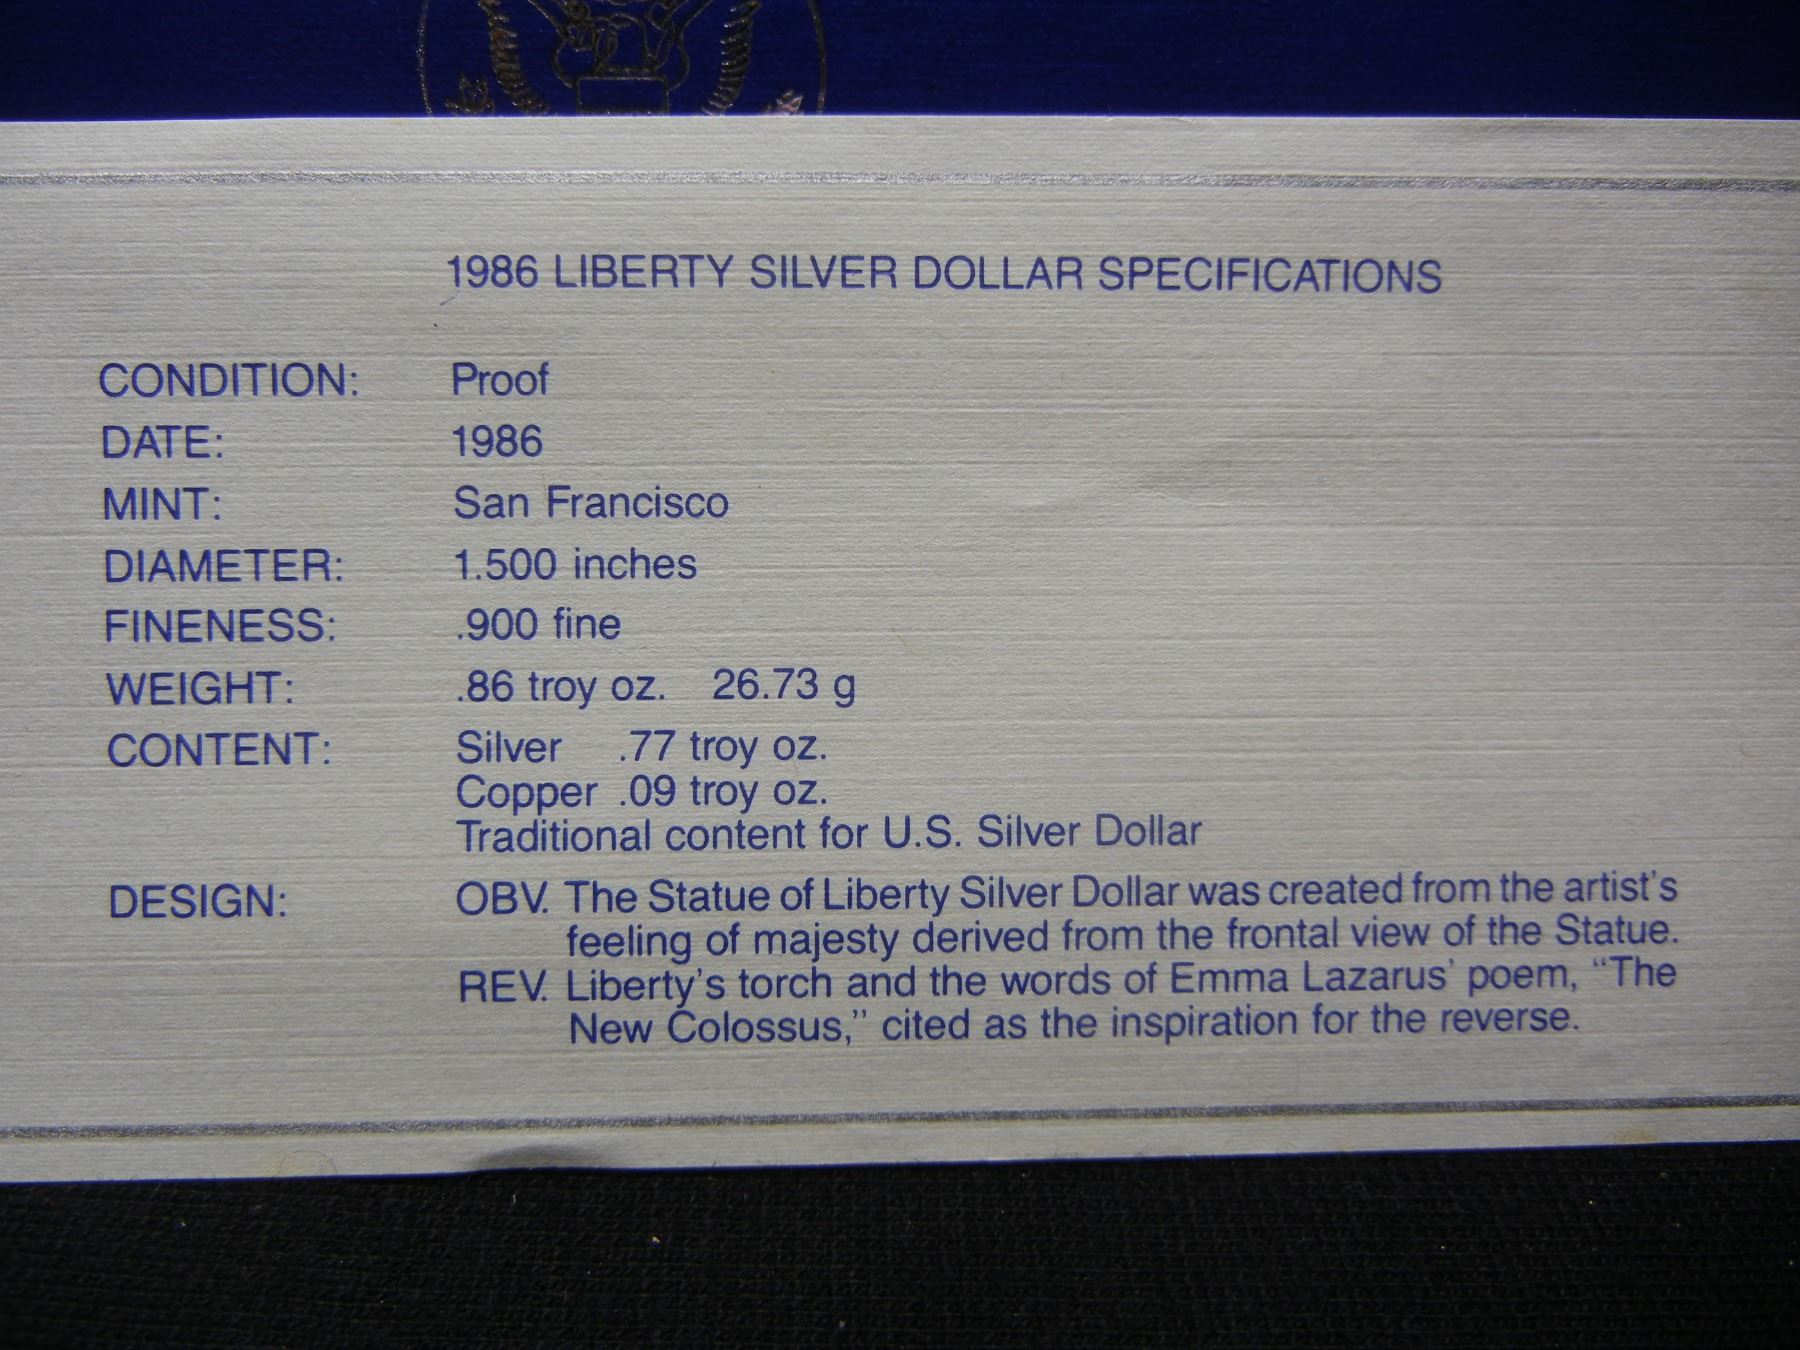 1986 LIBERTY SILVER DOLLAR SPECIFICATIONS
CONDITION: Proof
DATE: 1986
MINT: San Francisco
DIAMETER: 1.500 inches
FINENESS: .900 fine
WEIGHT: .86 troy oz. 26.73 g
CONTENT: Silver .77 troy oz.
Copper .09 troy oz.
Traditional content for U.S. Silver Dollar
DESIGN: OBV. The Statue of Liberty Silver Dollar was created from the artist's
feeling of majesty derived from the frontal view of the Statue.
REV. Liberty's torch and the words of Emma Lazarus' poem, “The
New Colossus,” cited as the inspiration for the reverse.